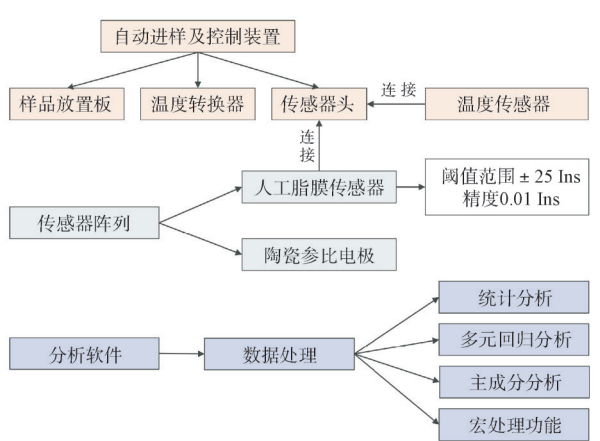 自动进样及控制装置
样品放置板
温度转换器
传感器头
连接
温度传感器
连接
人工脂膜传感器
阈值范围 ± 25 Ins
精度0.01 Ins
传感器阵列
陶瓷参比电极
统计分析
多元回归分析
分析软件
数据处理
主成分分析
宏处理功能